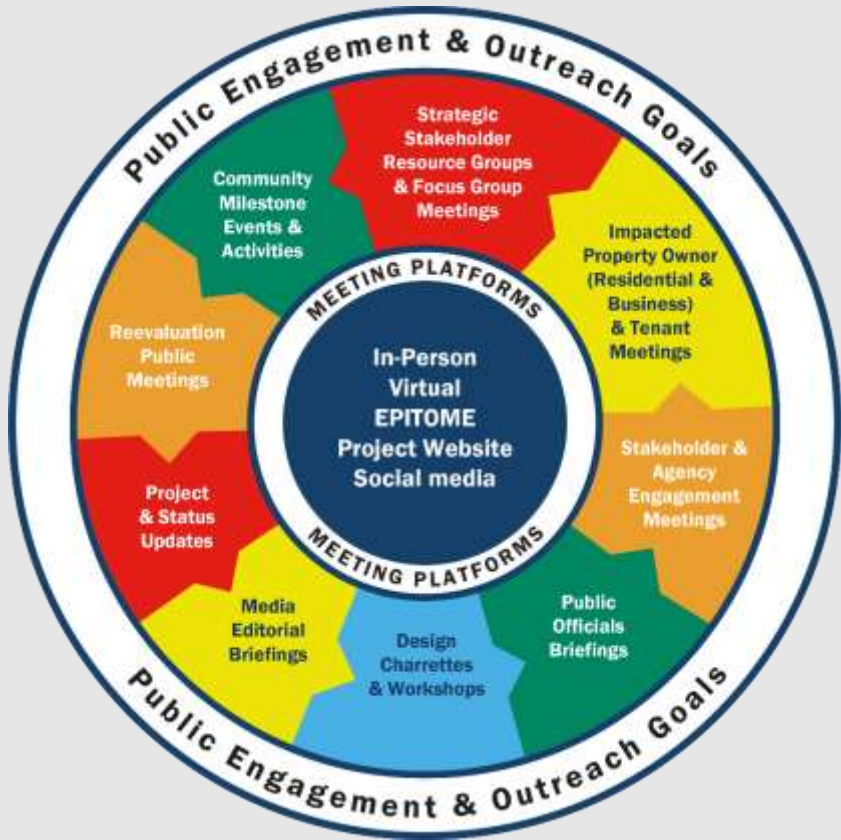 Public Engagement & Outreach Goals
Strategic
Stakeholder
Resource Groups
& Focus Group
Meetings
Impacted
Property Owner
(Residential &
Business)
& Tenant
Meetings
Stakeholder &
Agency
Engagement
Meetings
Public
Officials
Briefings
Design
Charrettes
& Workshops
Media
Editorial
Briefings
Project
& Status
Updates
Reevaluation
Public
Meetings
Community
Milestone
Events &
Activities
MEETING PLATFORMS
In-Person
Virtual
EPITOME
Project Website
Social media
MEETING PLATFORMS
Public Engagement & Outreach Goals